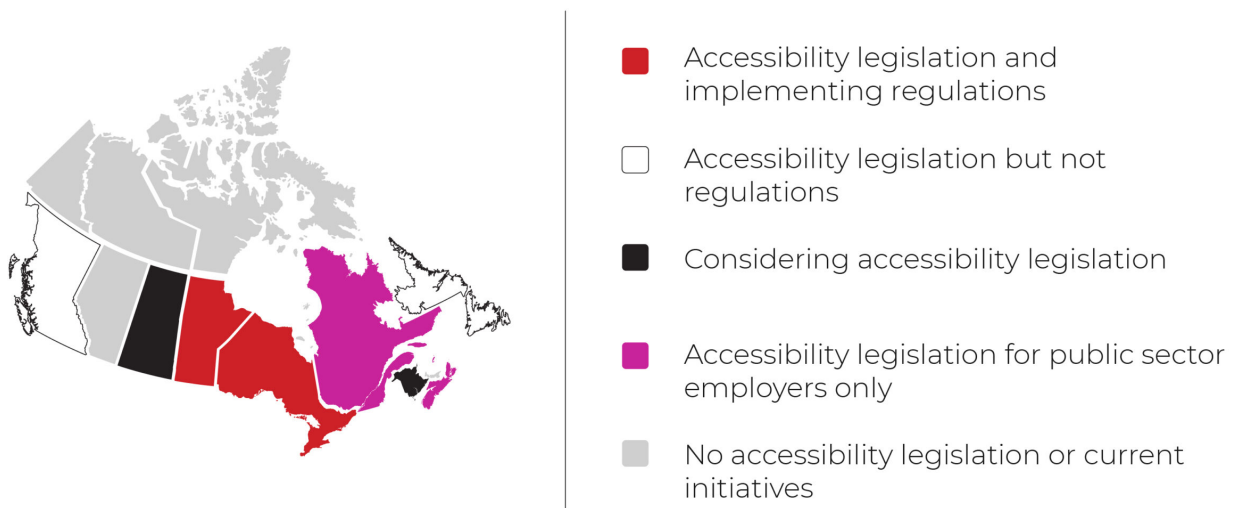 Accessibility legislation and
implementing regulations
Accessibility legislation but not
regulations
Considering accessibility legislation
Accessibility legislation for public sector
employers only
No accessibility legislation or current
initiatives